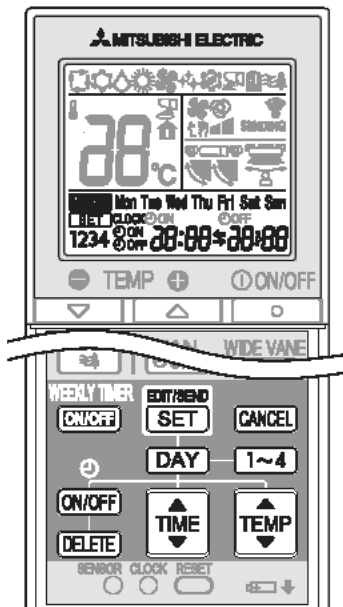 MITSUBISHI ELECTRIC
88°C
SENDING
Mon Tue Wed Thu Fri Sat Sun
SET CLOCK ON OFF
1234 ON OFF 88:88 88:88
TEMP ON/OFF
WIDE VANE
WEEKLY TIMER
EDIT/SEND
ON/OFF SET CANCEL
DAY 1~4
ON/OFF TIME TEMP
DELETE
SENSOR CLOCK RESET